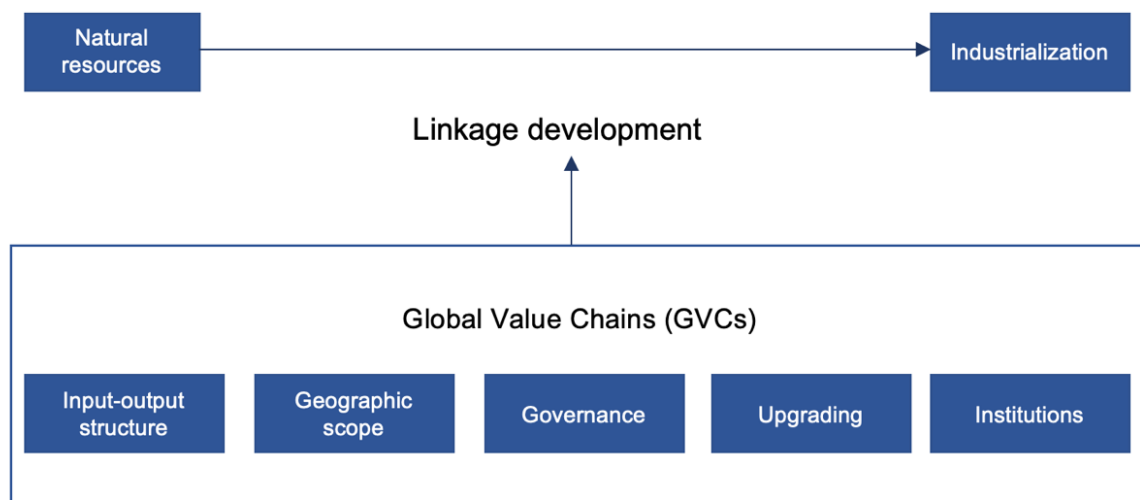 Natural
resources
Industrialization
Linkage development
Global Value Chains (GVCs)
Input-output
structure
Geographic
scope
Governance
Upgrading
Institutions